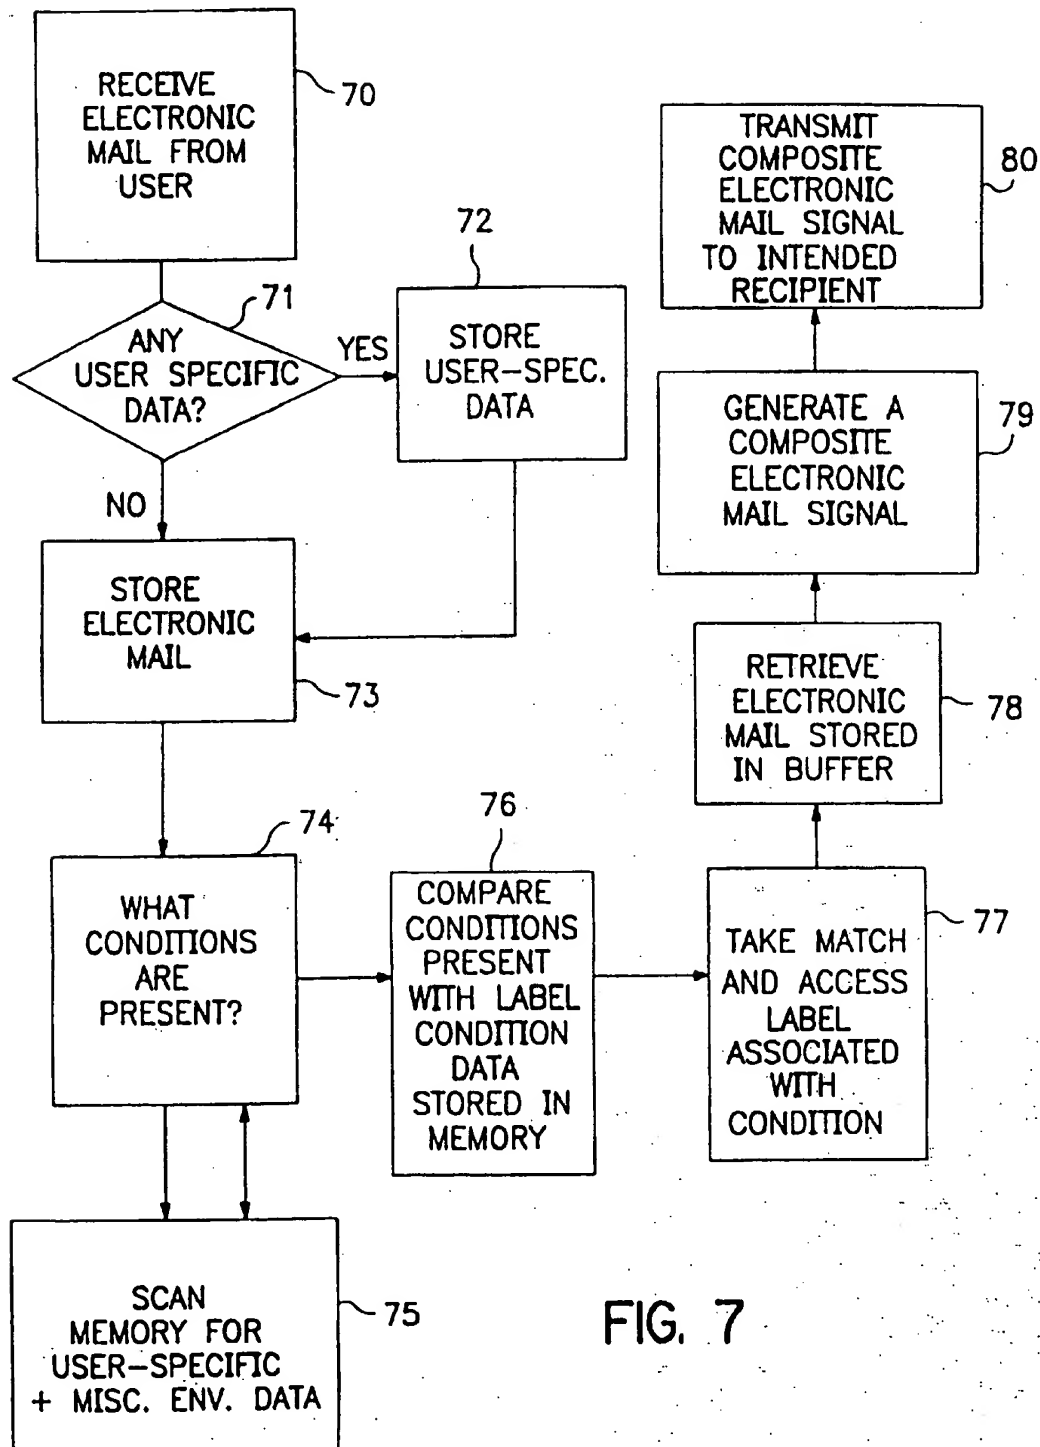 RECEIVE
ELECTRONIC
MAIL FROM
USER
70
71
ANY
USER SPECIFIC
DATA?
YES
NO
72
STORE
USER-SPEC.
DATA
STORE
ELECTRONIC
MAIL
73
74
WHAT
CONDITIONS
ARE
PRESENT?
SCAN
MEMORY FOR
USER-SPECIFIC
+ MISC. ENV. DATA
75
76
COMPARE
CONDITIONS
PRESENT
WITH LABEL
CONDITION
DATA
STORED IN
MEMORY
TAKE MATCH
AND ACCESS
LABEL
ASSOCIATED
WITH
CONDITION
77
RETRIEVE
ELECTRONIC
MAIL STORED
IN BUFFER
78
GENERATE A
COMPOSITE
ELECTRONIC
MAIL SIGNAL
79
TRANSMIT
COMPOSITE
ELECTRONIC
MAIL SIGNAL
TO INTENDED
RECIPIENT
80
FIG. 7